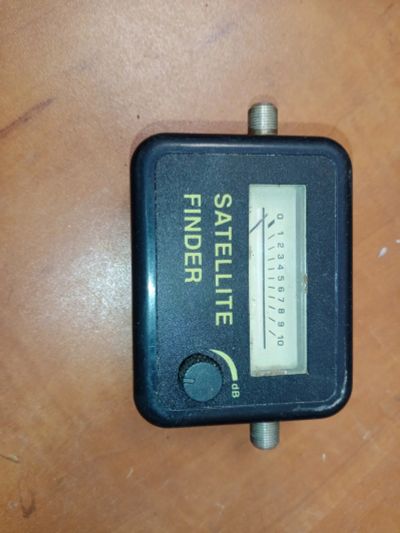 0 1 2 3 4 5 6 7 8 9 10
SATELLITE
FINDER
dB